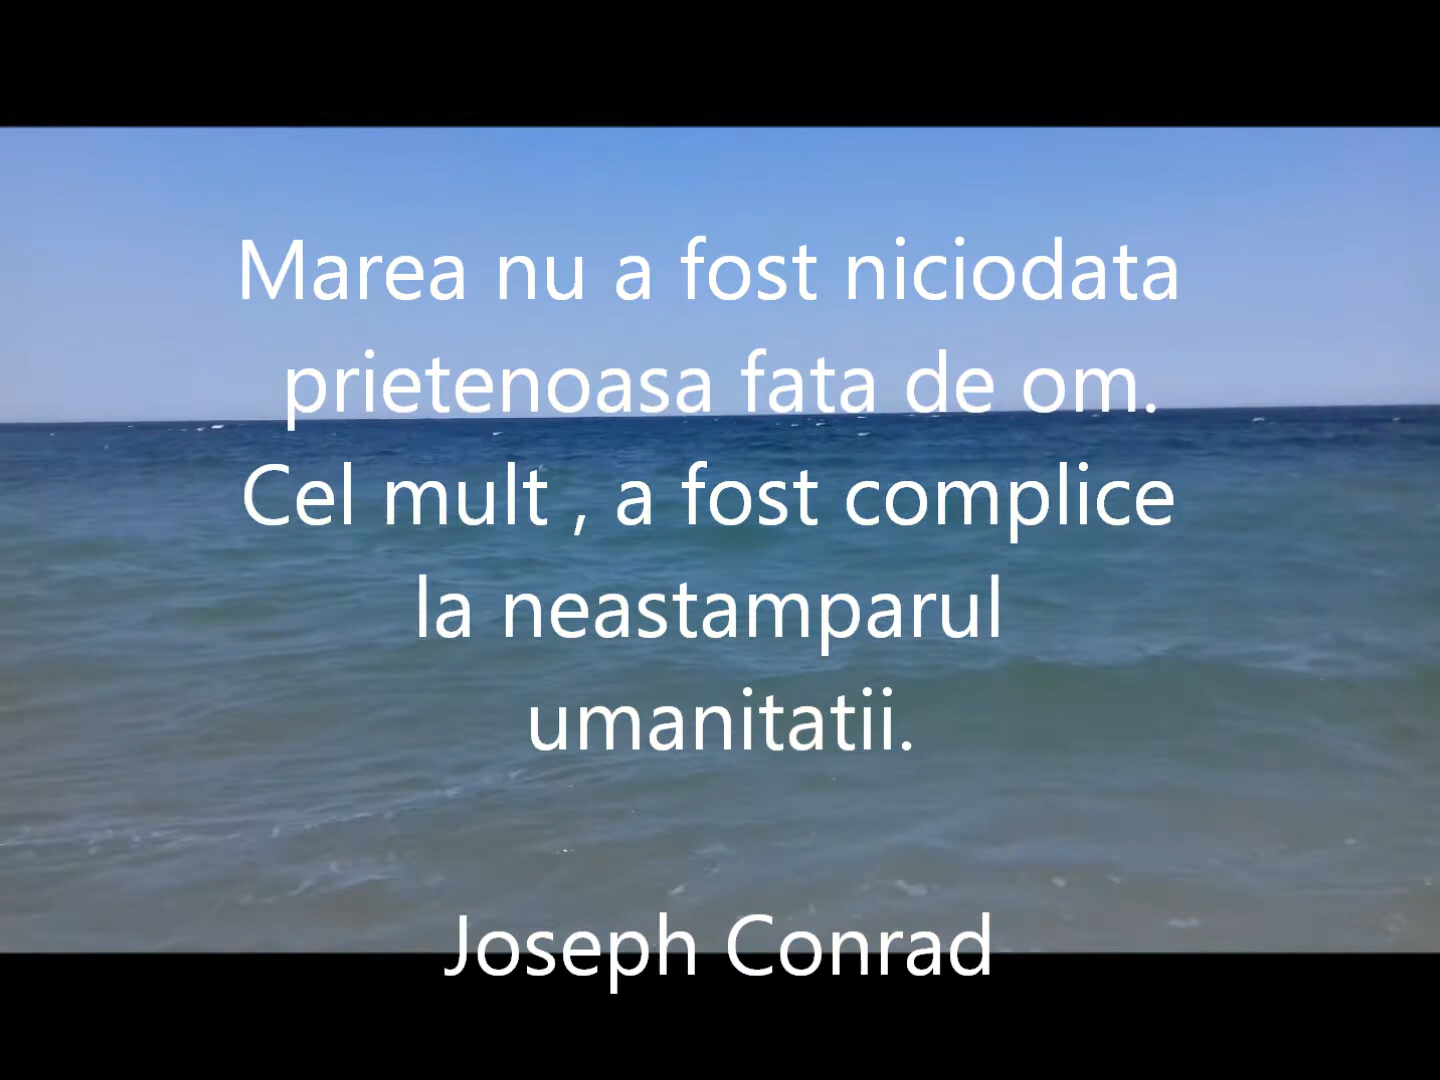 Marea nu a fost niciodata
prietenoasa fata de om.
Cel mult , a fost complice
la neastamparul
umanitatii.
Joseph Conrad